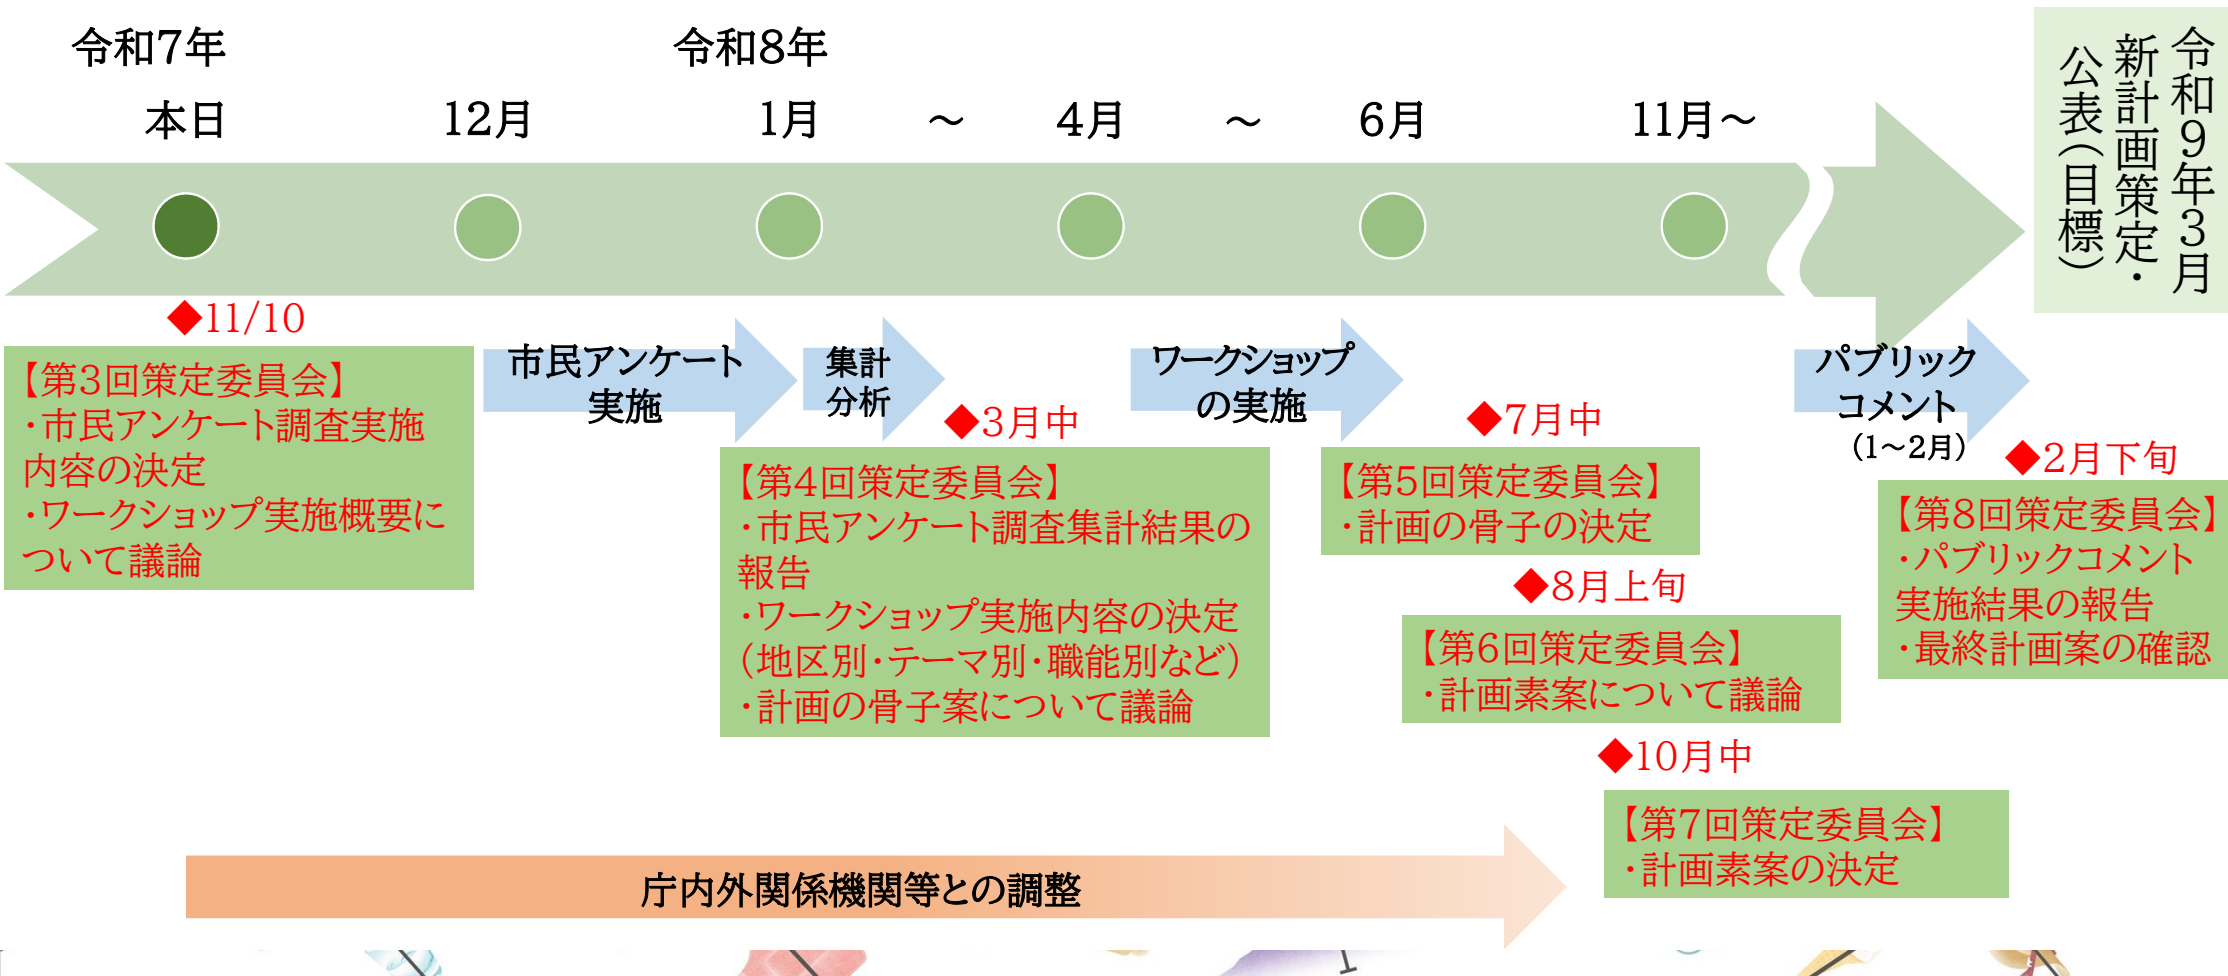 令和7年
令和8年
本日
12月
1月
～
4月
～
6月
11月～
令和9年3月
新計画策定・
公表(目標)
◆11/10
【第3回策定委員会】
・市民アンケート調査実施
内容の決定
・ワークショップ実施概要に
ついて議論
市民アンケート
実施
集計
分析
◆3月中
【第4回策定委員会】
・市民アンケート調査集計結果の
報告
・ワークショップ実施内容の決定
(地区別・テーマ別・職能別など)
・計画の骨子案について議論
ワークショップ
の実施
◆7月中
【第5回策定委員会】
・計画の骨子の決定
◆8月上旬
【第6回策定委員会】
・計画素案について議論
◆10月中
【第7回策定委員会】
・計画素案の決定
パブリック
コメント
(1～2月)
◆2月下旬
【第8回策定委員会】
・パブリックコメント
実施結果の報告
・最終計画案の確認
庁内外関係機関等との調整